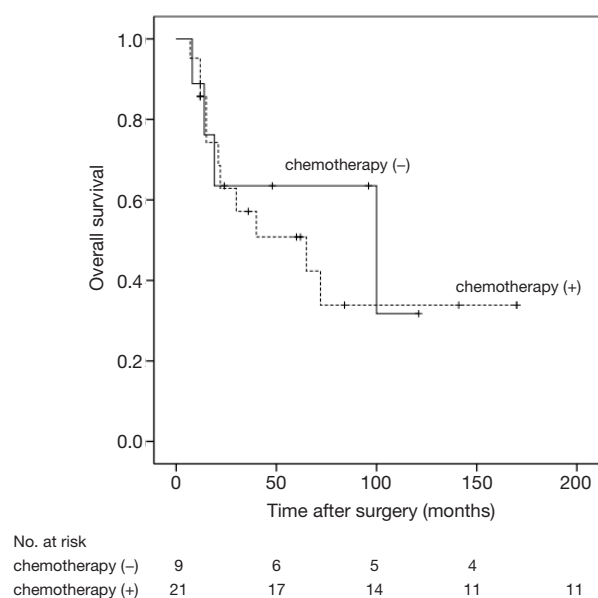 1.0
0.8
0.6
0.4
0.2
0.0
Overall survival
chemotherapy (–)
chemotherapy (+)
0 50 100 150 200
Time after surgery (months)
No. at risk
chemotherapy (–) 9 6 5 4
chemotherapy (+) 21 17 14 11 11